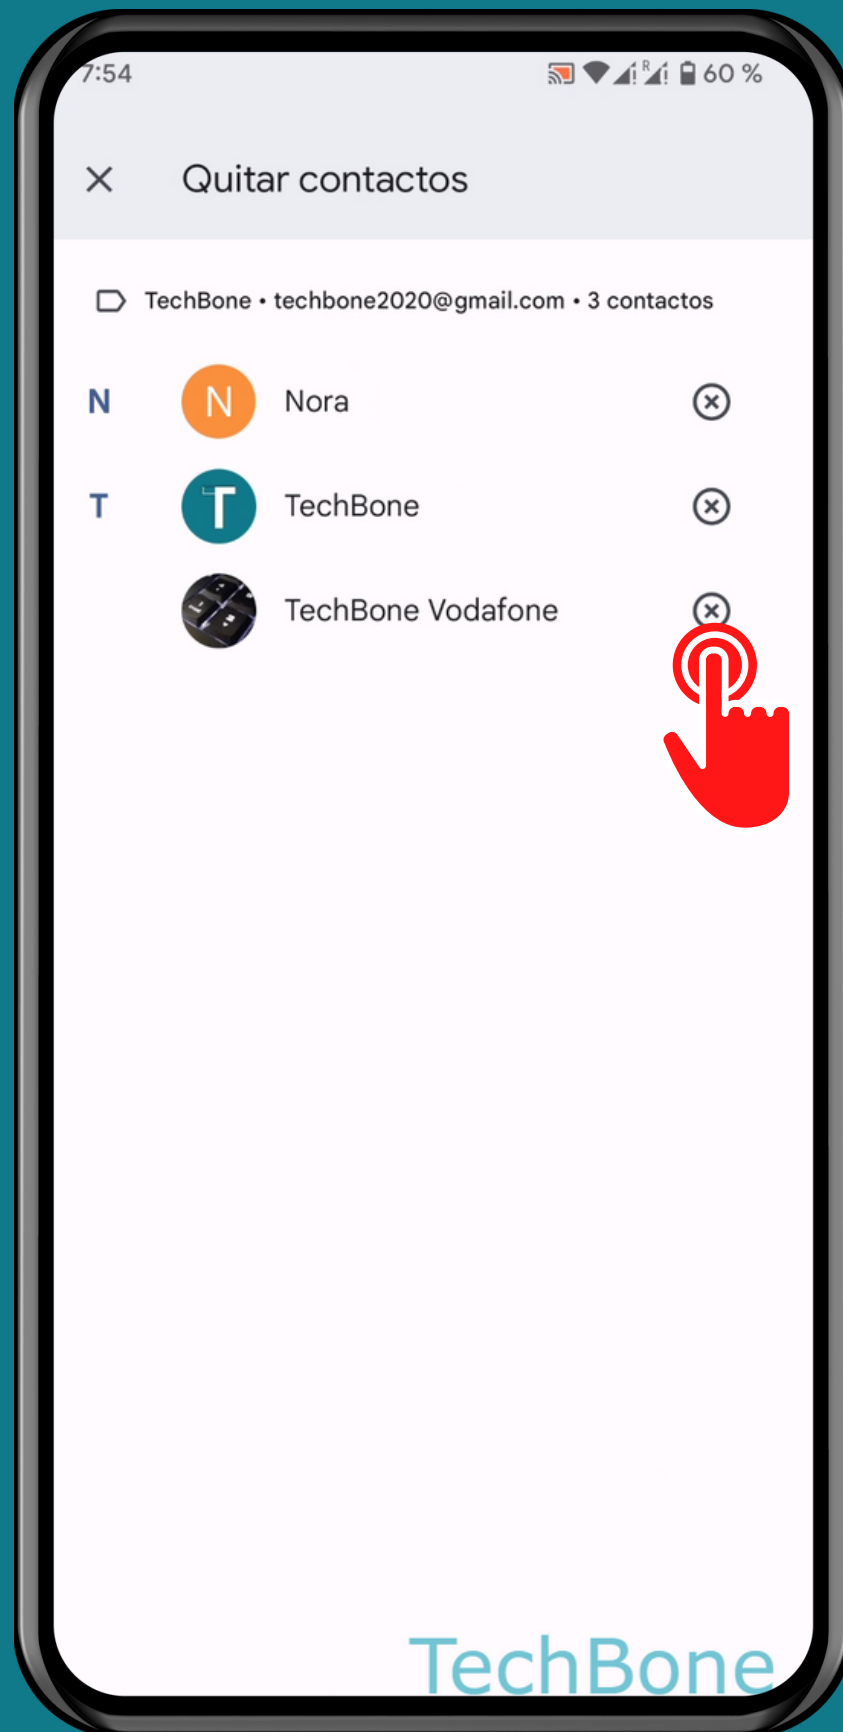 7:54 R 60 %
Quitar contactos
TechBone • techbone2020@gmail.com • 3 contactos
N N Nora
T T TechBone
TechBone Vodafone
TechBone